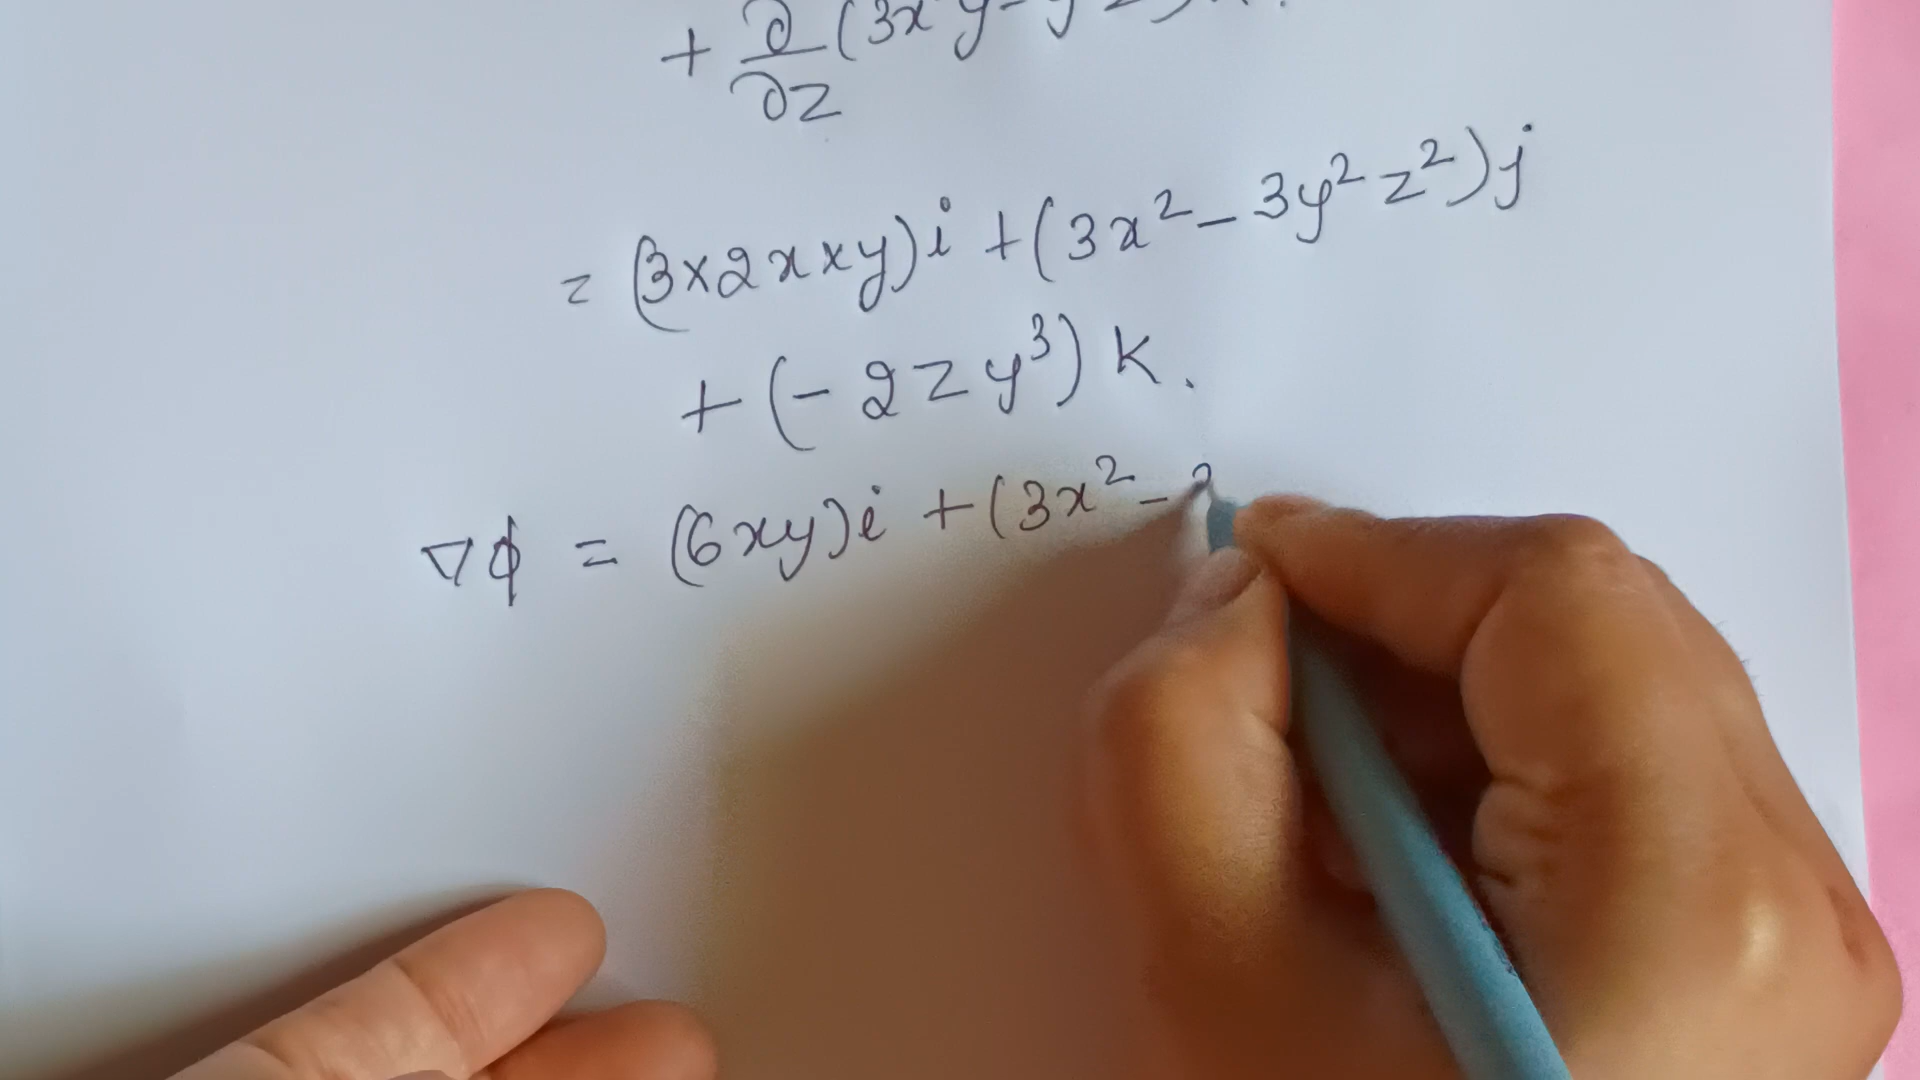 + ∂/∂z (3x y - y
= (3×2x×y)i + (3x² - 3y²z²)j
+ (-2zy³)k.
∇φ = (6xy)i + (3x² -